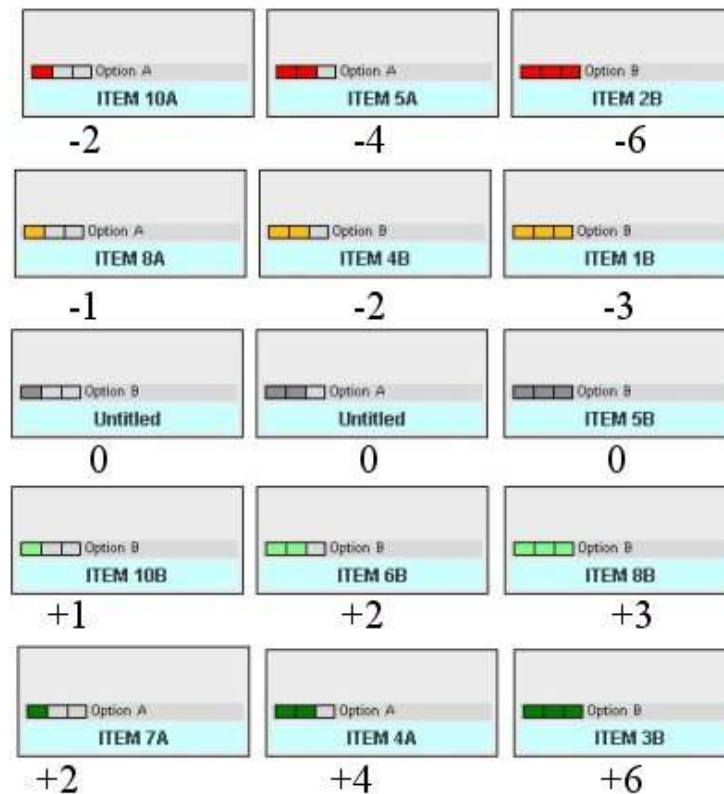 Option A Option A Option B
ITEM 10A ITEM 5A ITEM 2B
-2 -4 -6
Option A Option B Option B
ITEM 8A ITEM 4B ITEM 1B
-1 -2 -3
Option B Option A Option B
Untitled Untitled ITEM 5B
0 0 0
Option B Option B Option B
ITEM 10B ITEM 6B ITEM 8B
+1 +2 +3
Option A Option A Option B
ITEM 7A ITEM 4A ITEM 3B
+2 +4 +6